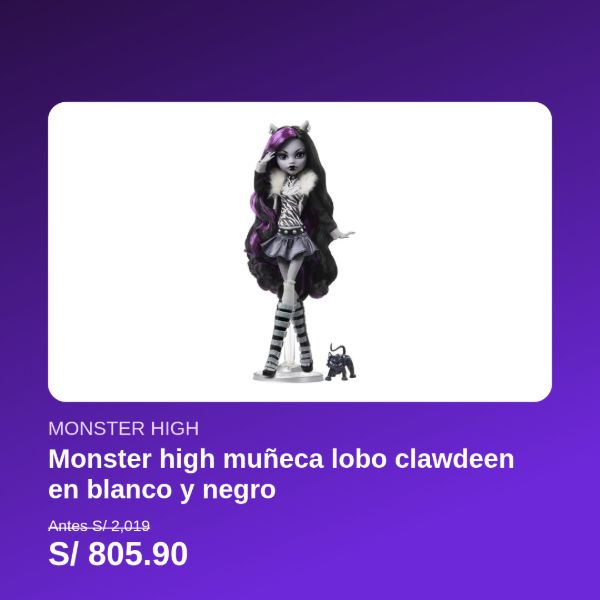 MONSTER HIGH
Monster high muñeca lobo clawdeen
en blanco y negro
Antes S/ 2,019
S/ 805.90